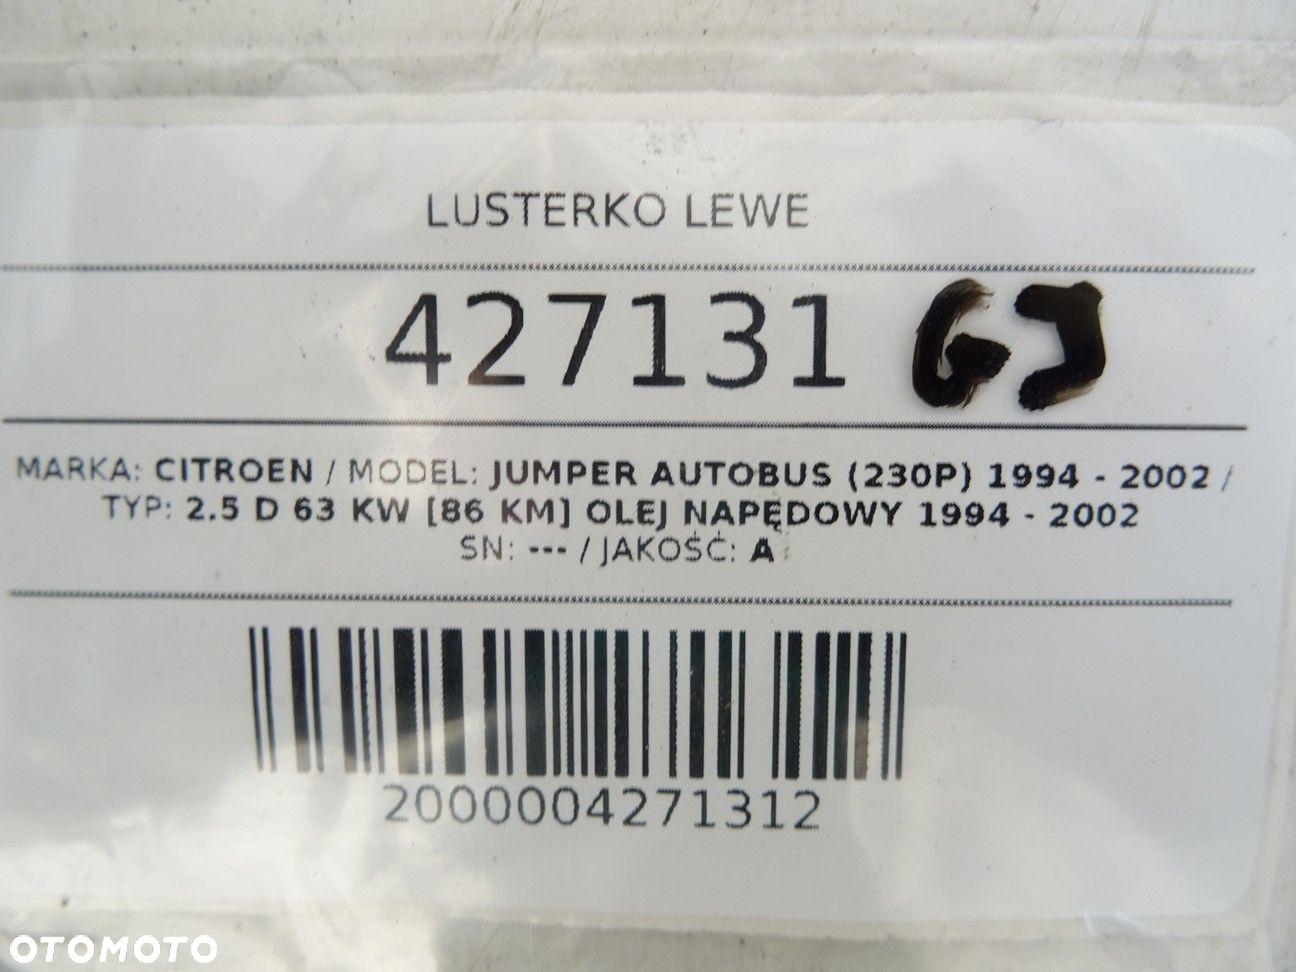 LUSTERKO LEWE
427131 GJ
MARKA: CITROEN / MODEL: JUMPER AUTOBUS (230P) 1994 - 2002 /
TYP: 2.5 D 63 KW [86 KM] OLEJ NAPĘDOWY 1994 - 2002
SN: --- / JAKOŚĆ: A
2000004271312
OTOMOTO